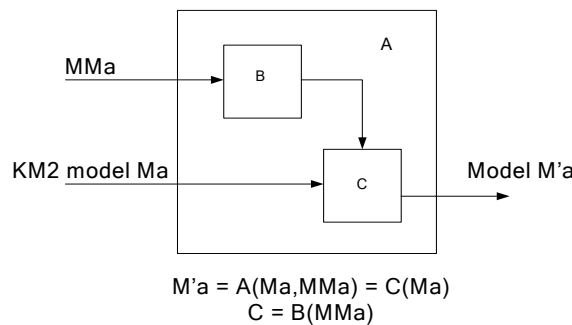 A
MMa
B
KM2 model Ma
C
Model M'a
M'a = A(Ma,MMa) = C(Ma)
C = B(MMa)